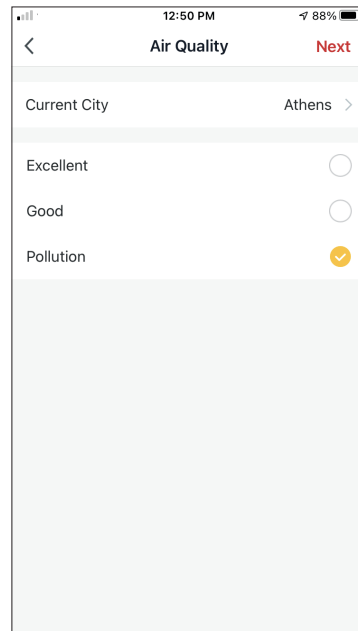 12:50 PM 88%
Air Quality Next
Current City Athens
Excellent
Good
Pollution